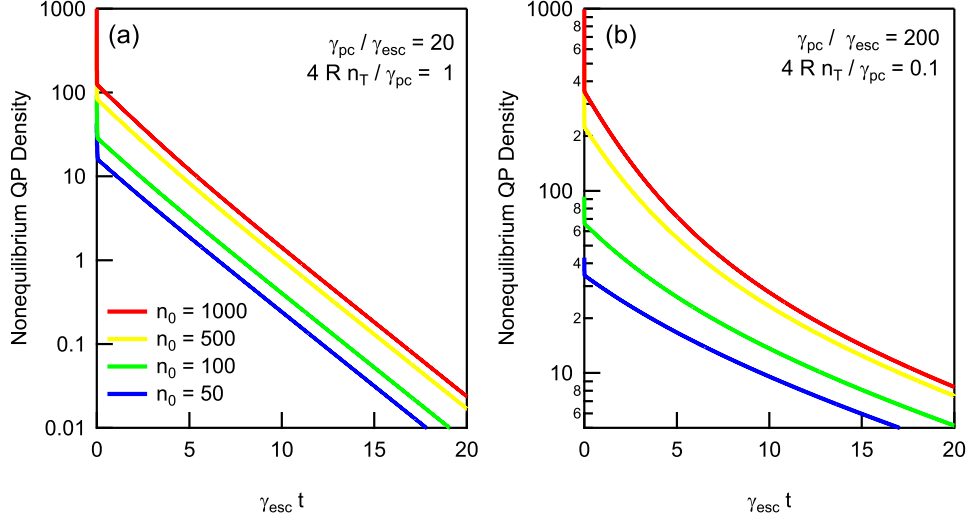 (a)
γpc / γesc = 20
4 R nT / γpc = 1
Nonequilibrium QP Density
1000
100
10
1
0.1
0.01
n0 = 1000
n0 = 500
n0 = 100
n0 = 50
0 5 10 15 20
γesc t
(b)
γpc / γesc = 200
4 R nT / γpc = 0.1
Nonequilibrium QP Density
1000
8
6
4
2
100
8
6
4
2
10
8
6
0 5 10 15 20
γesc t